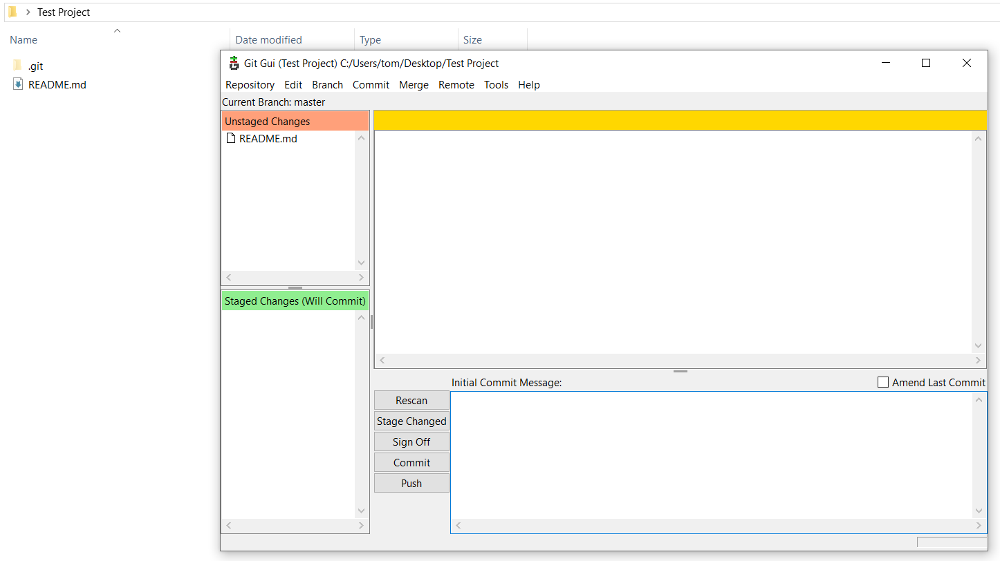 Test Project
Name Date modified Type Size
.git
README.md
Git Gui (Test Project) C:/Users/tom/Desktop/Test Project
Repository Edit Branch Commit Merge Remote Tools Help
Current Branch: master
Unstaged Changes
README.md
Staged Changes (Will Commit)
Initial Commit Message:
Amend Last Commit
Rescan
Stage Changed
Sign Off
Commit
Push